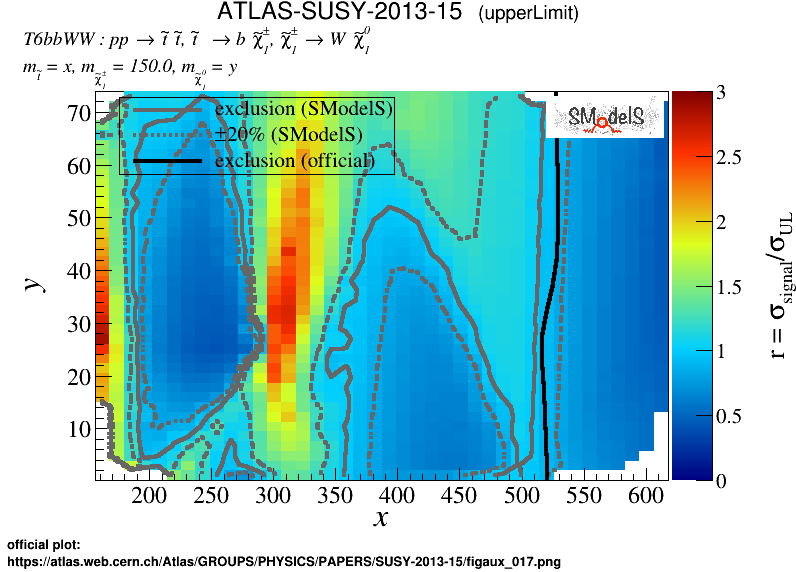 ATLAS-SUSY-2013-15 (upperLimit)
T6bbWW : pp → t̃ t̃, t̃ → b χ̃₁±, χ̃₁± → W χ̃₁⁰
m_t̃ = x, m_χ̃₁± = 150.0, m_χ̃₁⁰ = y
exclusion (SModelS)
±20% (SModelS)
exclusion (official)
SModelS
70
60
50
40
30
20
10
y
200 250 300 350 400 450 500 550 600
x
3
2.5
2
1.5
1
0.5
0
r = σ_signal/σ_UL
official plot:
https://atlas.web.cern.ch/Atlas/GROUPS/PHYSICS/PAPERS/SUSY-2013-15/figaux_017.png